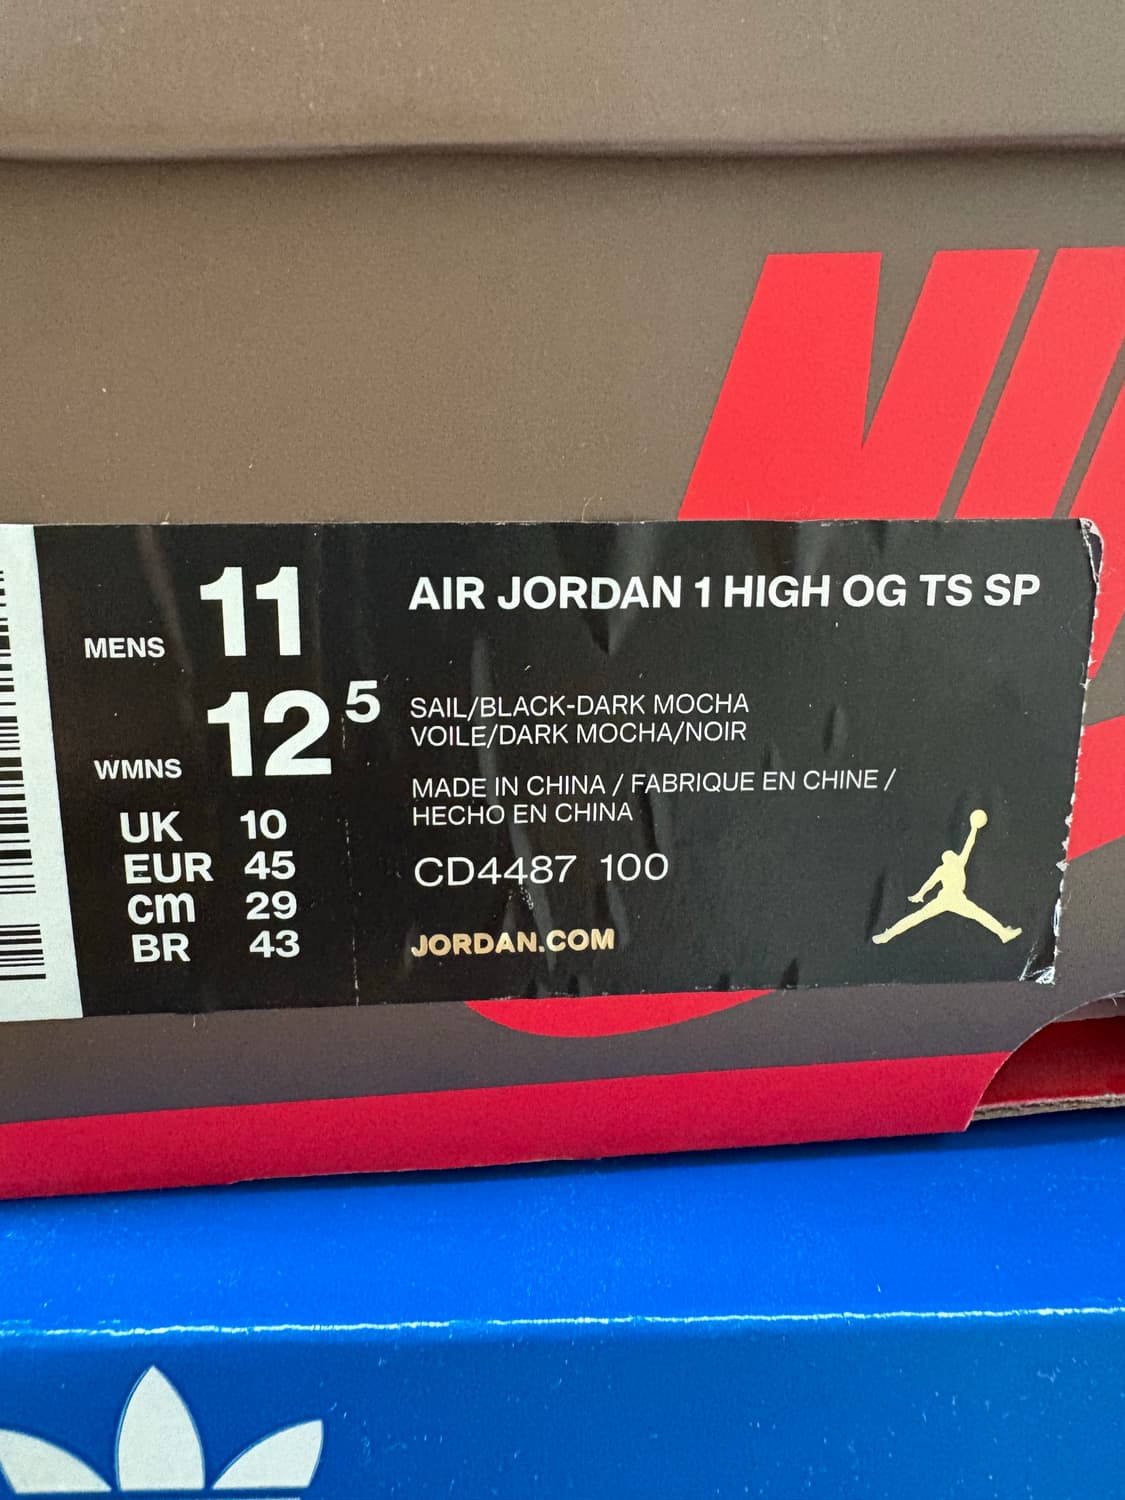 MENS 11
WMNS 12 5
UK 10
EUR 45
cm 29
BR 43
AIR JORDAN 1 HIGH OG TS SP
SAIL/BLACK-DARK MOCHA
VOILE/DARK MOCHA/NOIR
MADE IN CHINA / FABRIQUE EN CHINE /
HECHO EN CHINA
CD4487 100
JORDAN.COM